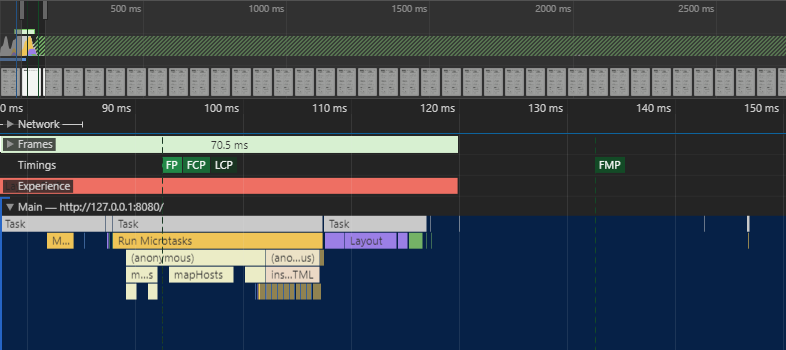 500 ms 1000 ms 1500 ms 2000 ms 2500 ms
0 ms 90 ms 100 ms 110 ms 120 ms 130 ms 140 ms 150 ms
Network
Frames 70.5 ms
Timings FP FCP LCP FMP
Experience
Main — http://127.0.0.1:8080/
Task Task Task
M... Run Microtasks Layout
(anonymous) (ano...us)
m...s mapHosts ins...TML